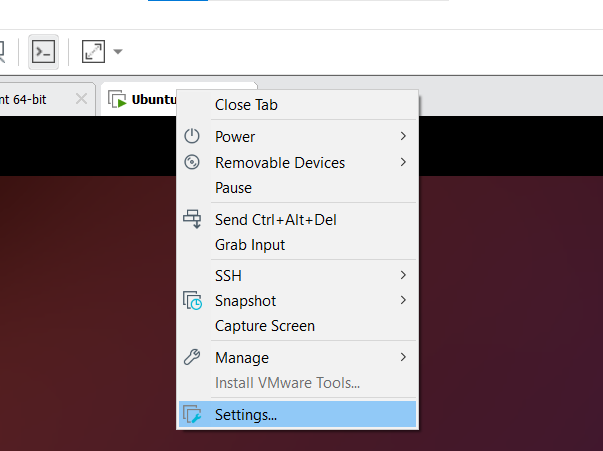 nt 64-bit
Ubuntu
Close Tab
Power
Removable Devices
Pause
Send Ctrl+Alt+Del
Grab Input
SSH
Snapshot
Capture Screen
Manage
Install VMware Tools...
Settings...